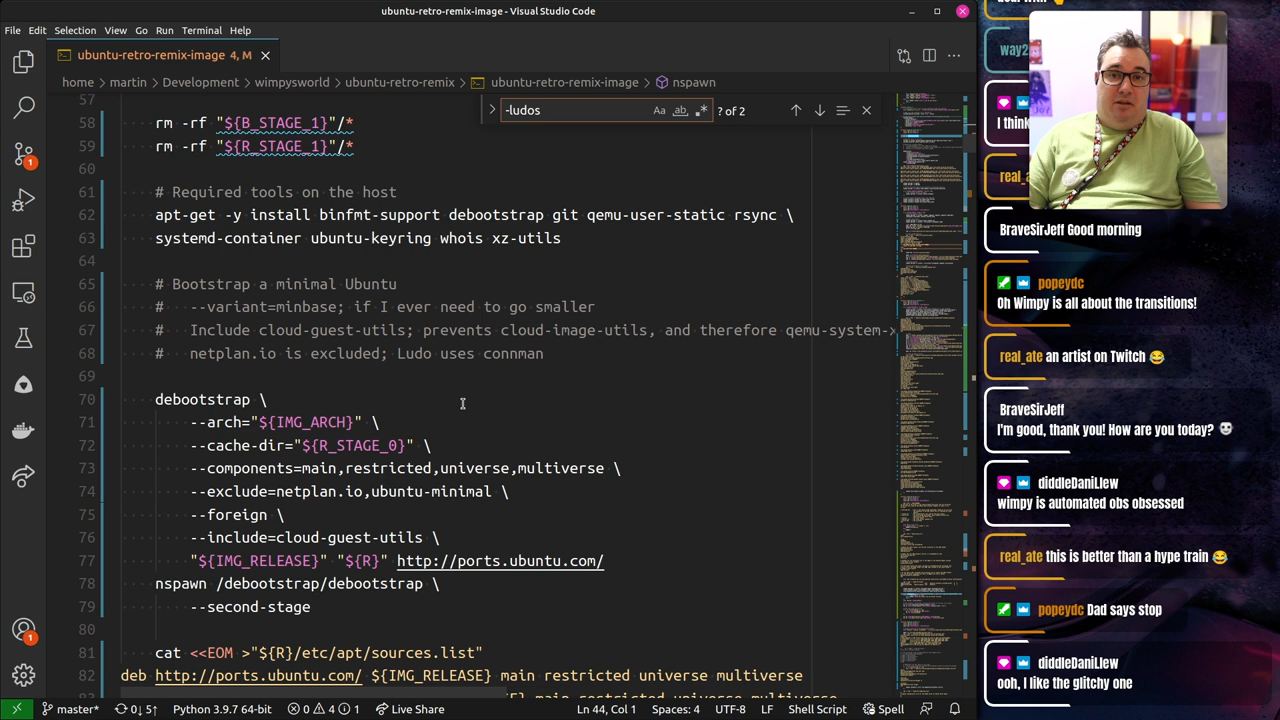 ubuntu-retro-remix-image - Visual Studio Code
File Edit Selection View Go Run Terminal Help
ubuntu-retro-remix-image 4, M
home > martin > Development > wimpysworld > ubuntu-retro-remix > ubuntu-retro-remix-image > nspawn
-ludos Aa ab ? of 2
57
58 rm -rf "${B_STAGE_1}"/*
59 rm -rf "${R_STAGE_1}"/*
60
61 # Required tools on the host
62 apt-get -y install binfmt-support debootstrap git qemu-user-static rsync \
63 systemd-container ubuntu-keyring whois xz-utils
64
65 # Bootstrap a minimal Ubuntu
66 # --variant=minbase; if I ever need to go smaller
67 # Include cloud-guest-utils; prevents cloud-image-utils, and therefore qemu-system-x
68 # netplan.io is excluded; Ludo uses connman
69
70 debootstrap \
71 --arch="${IMG_ARCH}" \
72 --cache-dir="${R_STAGE_0}" \
73 --components=main,restricted,universe,multiverse \
74 --exclude=netplan.io,ubuntu-minimal \
75 --foreign \
76 --include=cloud-guest-utils \
77 "${IMG_RELEASE}" "${R}" http://ports.ubuntu.com/
78 nspawn /debootstrap/debootstrap \
79 --second-stage
80
81 cat <<EOM >"${R}/etc/apt/sources.list"
deb http://ports.ubuntu.com/ ${IMG_RELEASE} main restricted universe multiverse
1
1
master* 0 5↑ Python 3 64-bit 4 1 Live Share Ln 44, Col 1 Spaces: 4 UTF-8 LF Shell Script Spell
way2
I think
real_a
BraveSirJeff Good morning
popeydc
Oh Wimpy is all about the transitions!
real_ate an artist on Twitch 😂
BraveSirJeff
I'm good, thank you! How are you today?
diddleDaniLlew
wimpy is automated obs obsessed
real_ate this is better than a hype train 😂
popeydc Dad says stop
diddleDaniLlew
ooh, I like the glitchy one